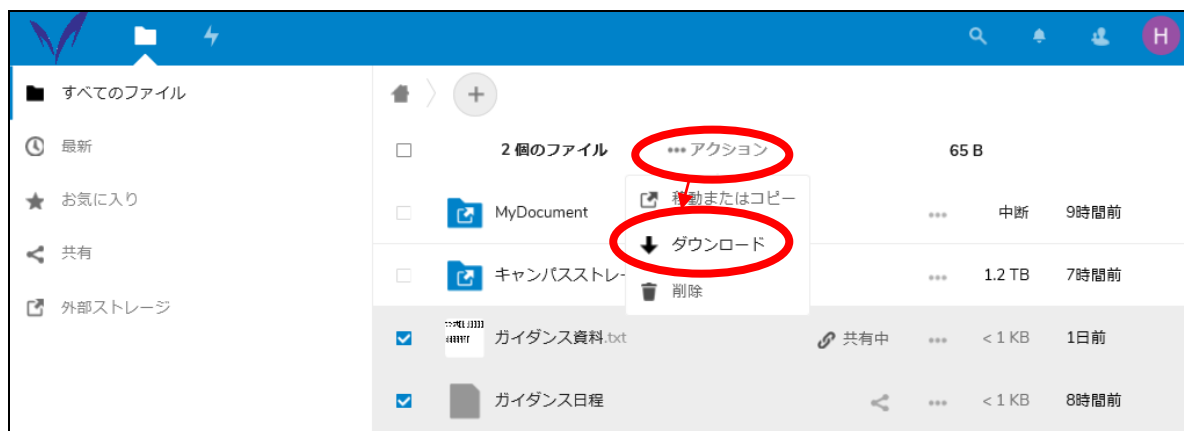 H
すべてのファイル
最新
お気に入り
共有
外部ストレージ
2個のファイル ••• アクション 65 B
移動またはコピー
ダウンロード
削除
MyDocument ••• 中断 9時間前
キャンパスストレー ••• 1.2 TB 7時間前
ガイダンス資料.txt 共有中 ••• < 1 KB 1日前
ガイダンス日程 ••• < 1 KB 8時間前